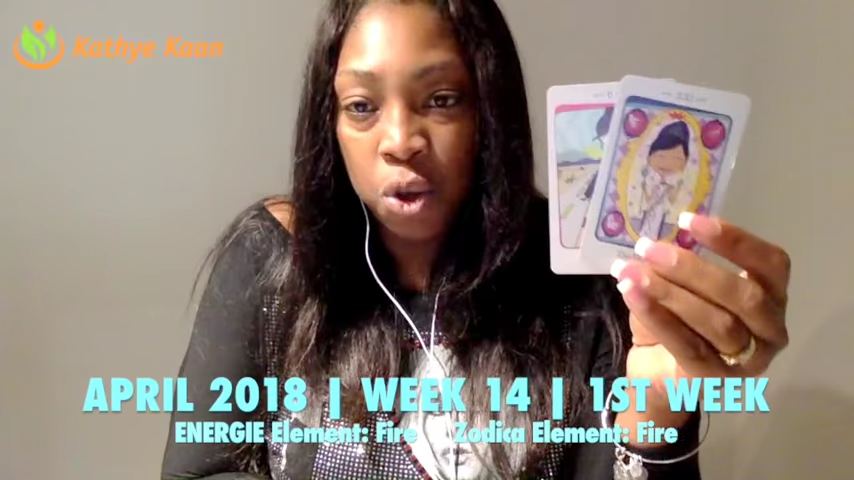 Kathye Kaan
APRIL 2018 | WEEK 14 | 1ST WEEK
ENERGIE Element: Fire Zodica Element: Fire